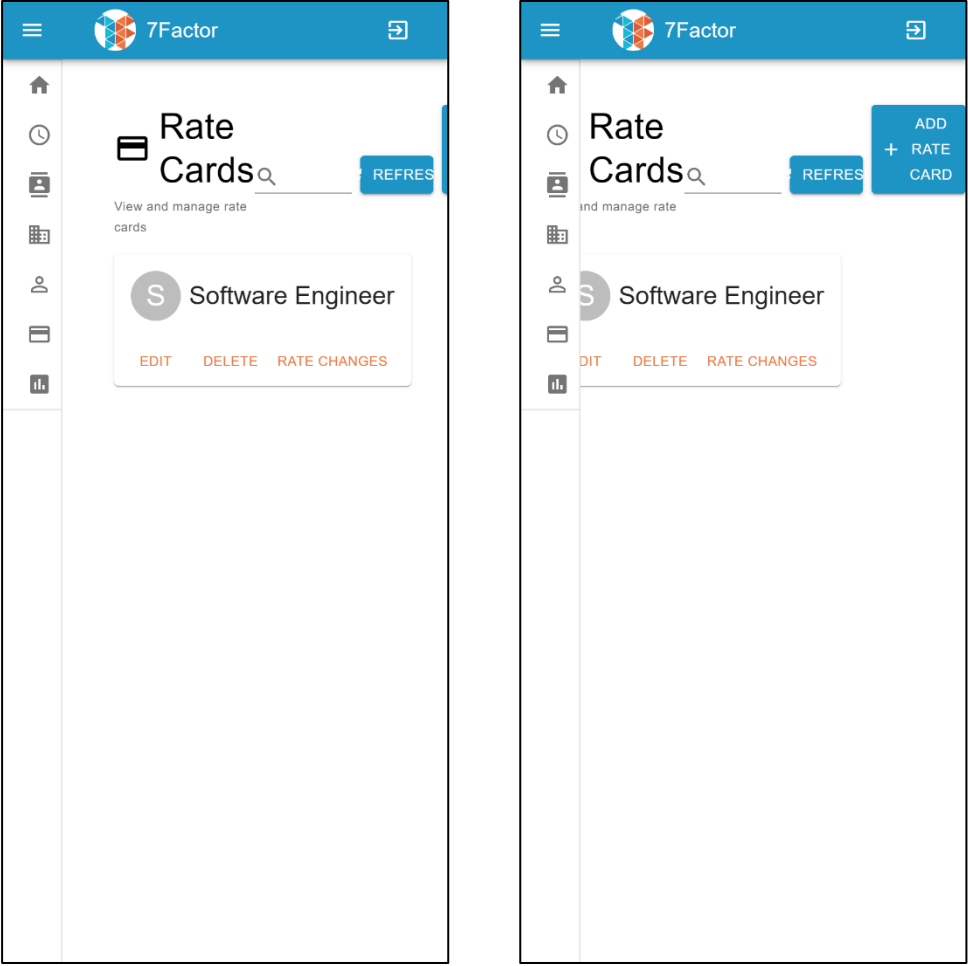 7Factor
Rate
Cards
REFRES
View and manage rate
cards
S Software Engineer
EDIT DELETE RATE CHANGES
7Factor
Rate
Cards
REFRES
ADD
+ RATE
CARD
and manage rate
S Software Engineer
DIT DELETE RATE CHANGES